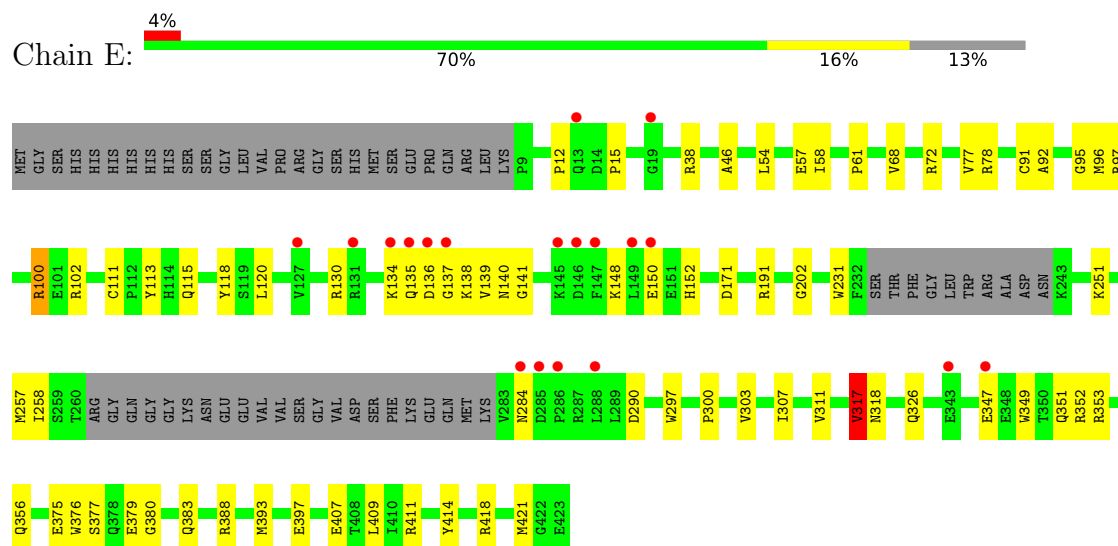 4%
Chain E:
70% 16% 13%
MET GLY SER HIS HIS HIS HIS HIS HIS SER SER GLY LEU VAL PRO ARG GLY SER HIS MET SER GLU PRO GLN ARG LEU LYS P9 P12 Q13 D14 P15 G19 R38 A46 L54 E57 I58 P61 V68 R72 V77 R78 C91 A92 G95 M96 R97
R100 E101 R102 C111 P112 Y113 H114 Q115 Y118 S119 L120 V127 R130 R131 K134 Q135 D136 G137 K138 V139 N140 G141 K145 D146 F147 K148 L149 E150 E151 H152 D171 R191 G202 W231 F232 SER THR PHE GLY LEU TRP ARG ALA ASP ASN K243 K251
M257 I258 S259 T260 ARG GLY GLN GLY GLY LYS ASN GLU GLU VAL VAL SER GLY VAL ASP SER PHE LYS GLU GLN MET LYS V283 N284 D285 P286 R287 L288 L289 D290 W297 P300 V303 I307 V311 V317 N318 Q326 E343 E347 E348 W349 T350 Q351 R352 R353
Q356 E375 W376 S377 Q378 E379 G380 Q383 R388 M393 E397 E407 T408 L409 I410 R411 Y414 R418 M421 G422 E423